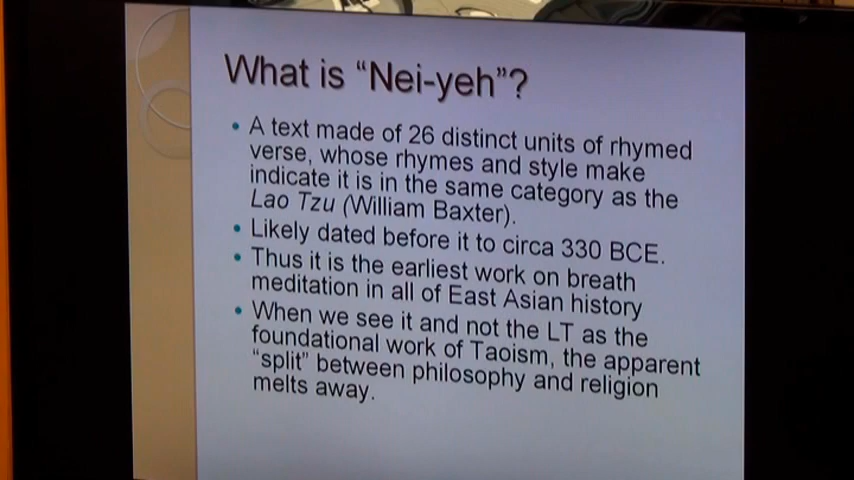 What is “Nei-yeh”?
• A text made of 26 distinct units of rhymed
verse, whose rhymes and style make
indicate it is in the same category as the
Lao Tzu (William Baxter).
• Likely dated before it to circa 330 BCE.
• Thus it is the earliest work on breath
meditation in all of East Asian history
• When we see it and not the LT as the
foundational work of Taoism, the apparent
“split” between philosophy and religion
melts away.